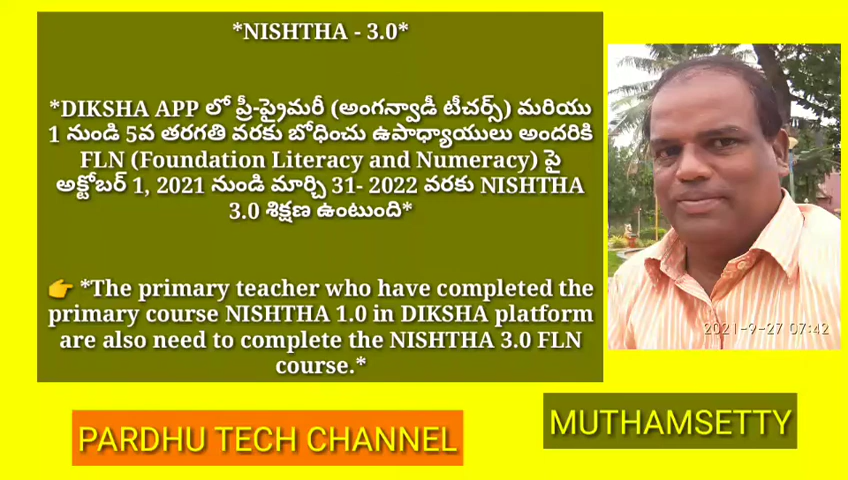 *NISHTHA - 3.0*
*DIKSHA APP లో ప్రీ-ప్రైమరీ (అంగన్వాడీ టీచర్స్) మరియు
1 నుండి 5వ తరగతి వరకు బోధించు ఉపాధ్యాయులు అందరికి
FLN (Foundation Literacy and Numeracy) పై
అక్టోబర్ 1, 2021 నుండి మార్చి 31- 2022 వరకు NISHTHA
3.0 శిక్షణ ఉంటుంది*
👉 *The primary teacher who have completed the
primary course NISHTHA 1.0 in DIKSHA platform
are also need to complete the NISHTHA 3.0 FLN
course.*
2021-9-27 07:42
PARDHU TECH CHANNEL
MUTHAMSETTY